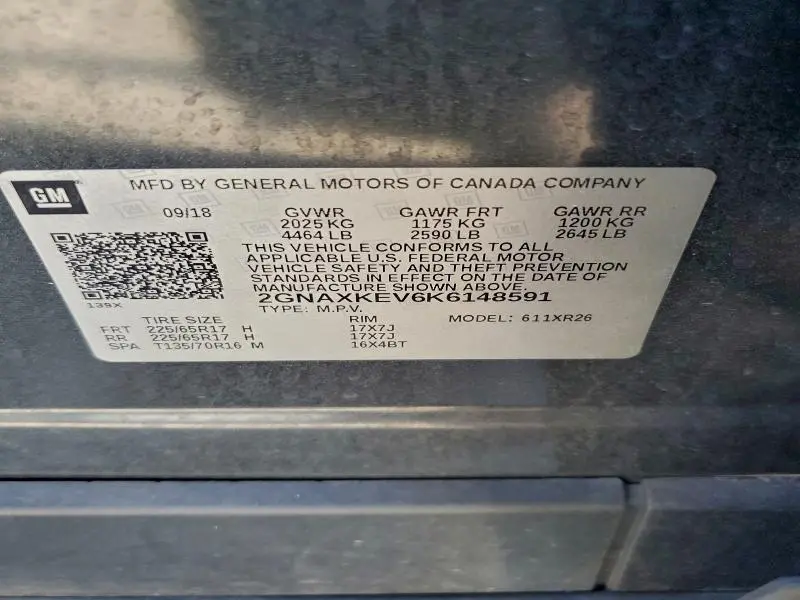 GM
MFD BY GENERAL MOTORS OF CANADA COMPANY
09/18 GVWR GAWR FRT GAWR RR
2025 KG 1175 KG 1200 KG
4464 LB 2590 LB 2645 LB
THIS VEHICLE CONFORMS TO ALL
APPLICABLE U.S. FEDERAL MOTOR
VEHICLE SAFETY AND THEFT PREVENTION
STANDARDS IN EFFECT ON THE DATE OF
MANUFACTURE SHOWN ABOVE.
2GNAXKEV6K6148591
139X
TYPE: M.P.V. MODEL: 611XR26
TIRE SIZE RIM
FRT 225/65R17 H 17X7J
RR 225/65R17 H 17X7J
SPA T135/70R16 M 16X4BT